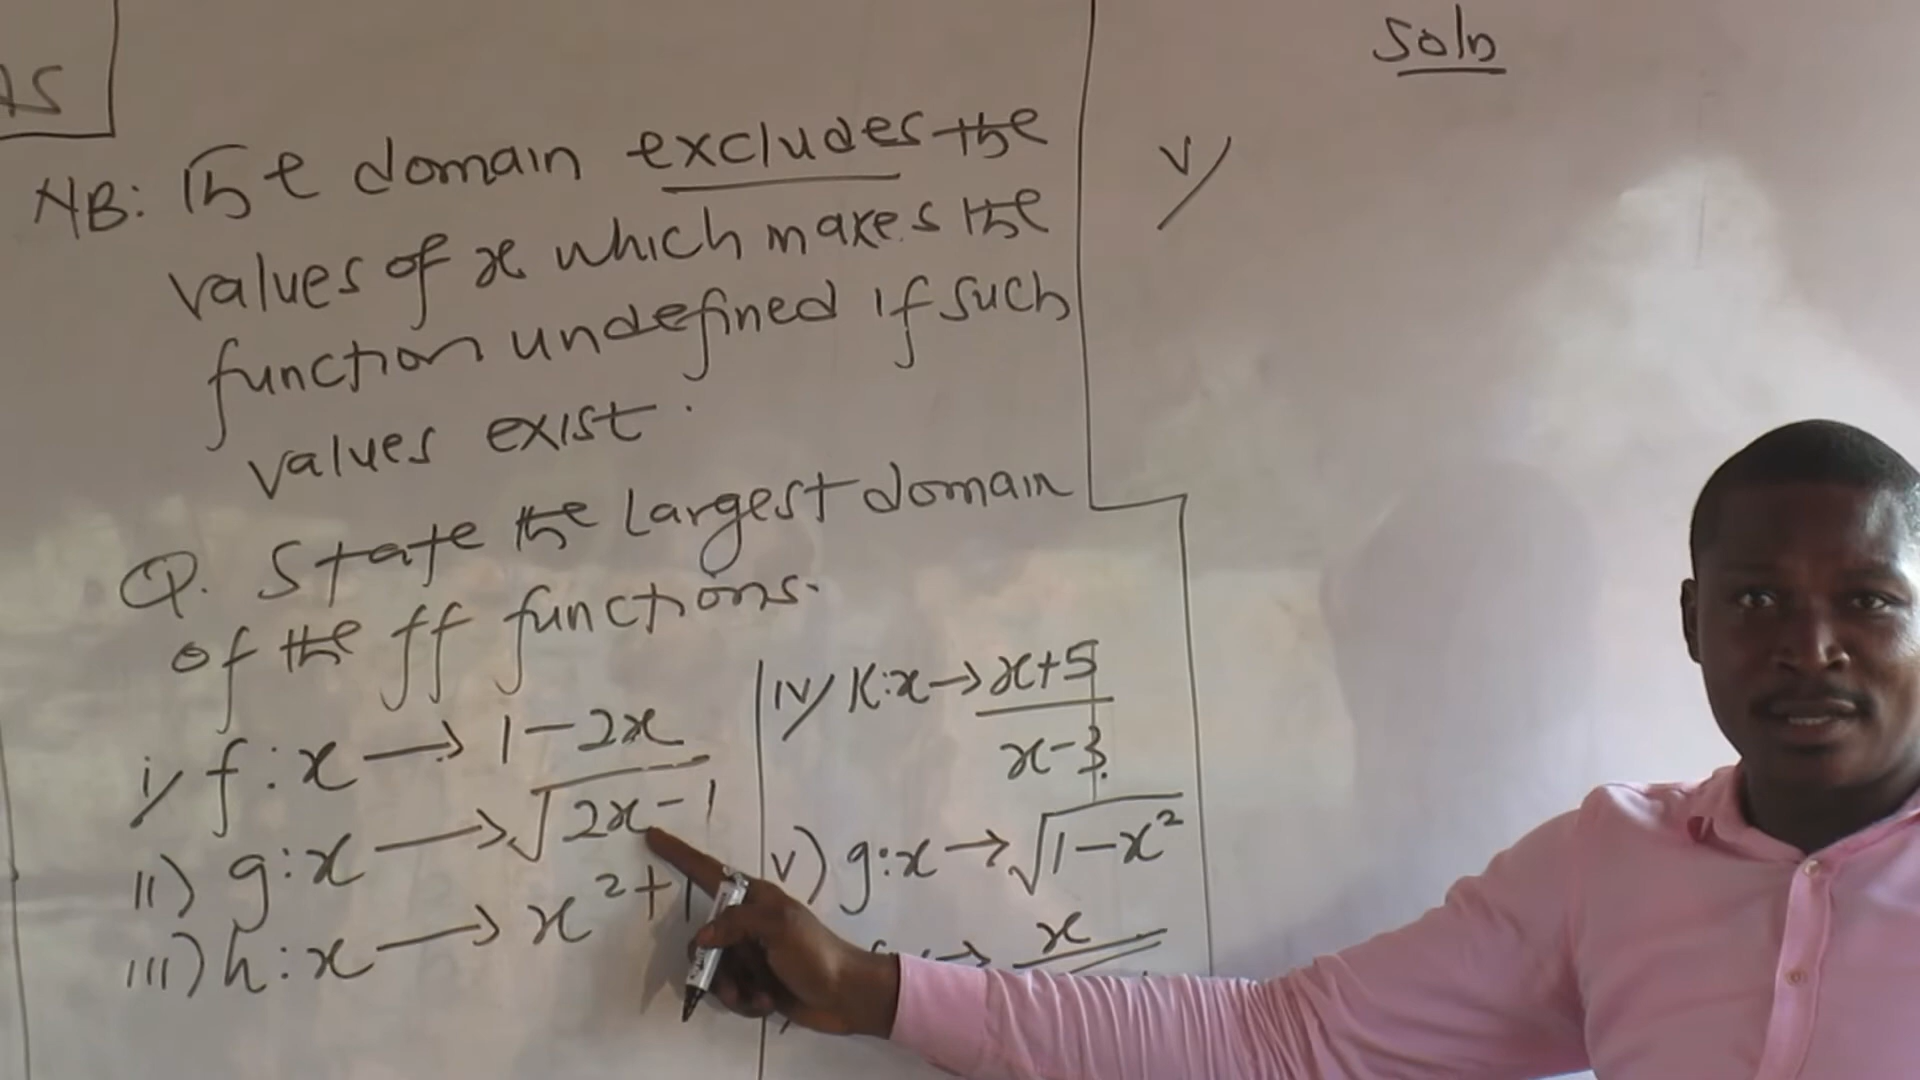 AS
NB: The domain excludes the
values of x which makes the
function undefined if such
values exist.
Q. State the largest domain
of the ff functions.
i/ f:x → 1-2x
ii) g:x → √2x-1
iii) h:x → x²+1
iv/ K:x → x+5
x-3
v) g:x → √1-x²
→ x
Soln
v/